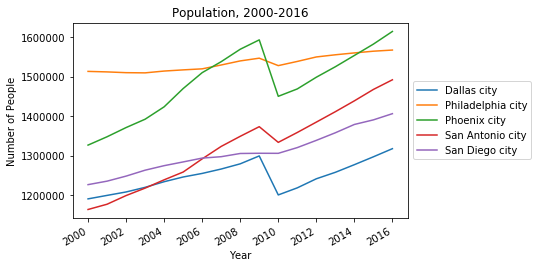 Population, 2000-2016
Number of People
1600000
1500000
1400000
1300000
1200000
2000
2002
2004
2006
2008
2010
2012
2014
2016
Year
Dallas city
Philadelphia city
Phoenix city
San Antonio city
San Diego city